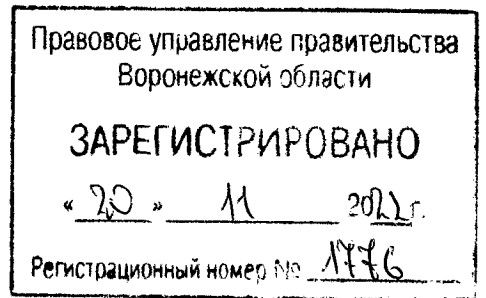 Правовое управление правительства
Воронежской области
ЗАРЕГИСТРИРОВАНО
« 20 » 11 2022 г.
Регистрационный номер № 1776